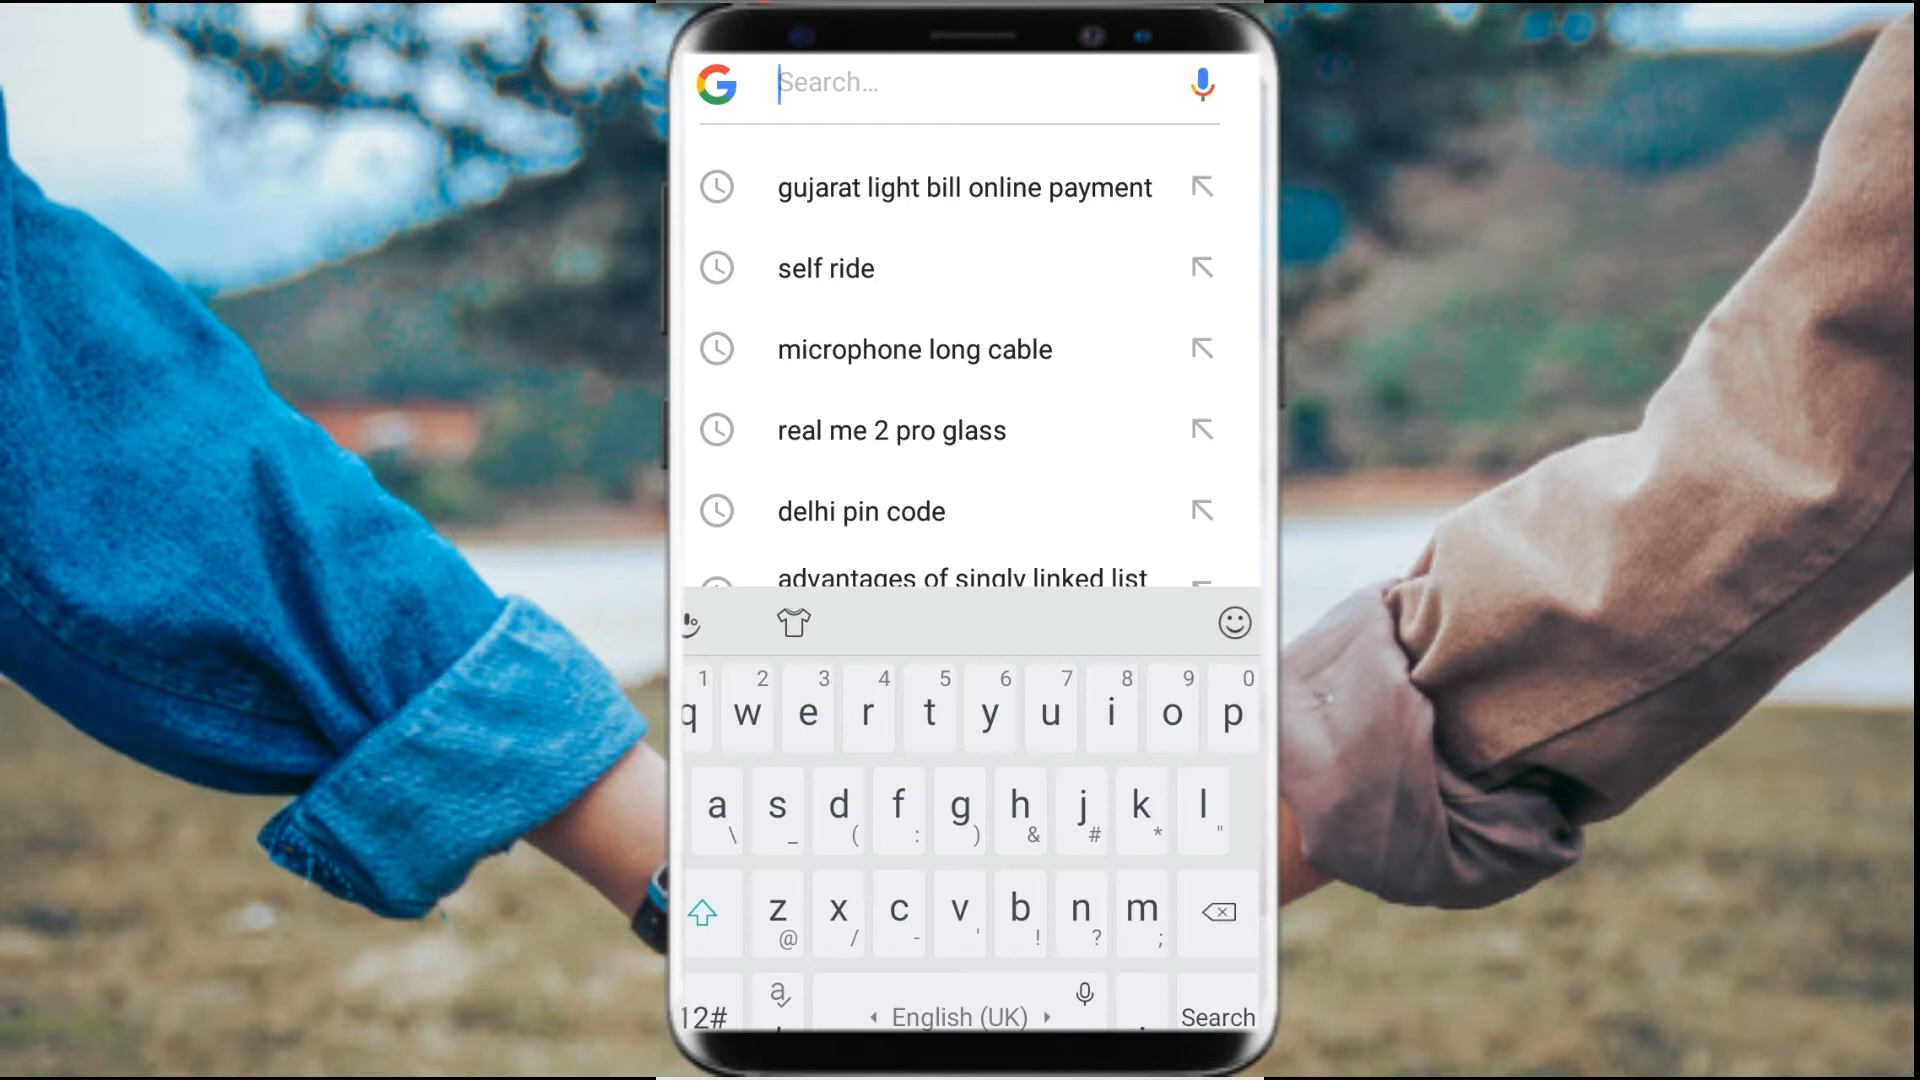 Search...
gujarat light bill online payment
self ride
microphone long cable
real me 2 pro glass
delhi pin code
advantages of singly linked list
1 2 3 4 5 6 7 8 9 0
q w e r t y u i o p
a s d f g h j k l
\ _ ( : ) & # * "
z x c v b n m
@ / - ' ! ? ;
a
12# , English (UK) . Search